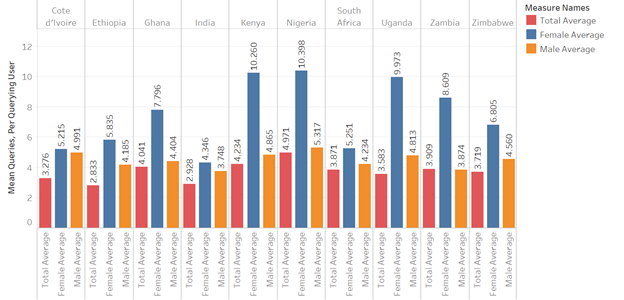 Cote d'Ivoire
Ethiopia
Ghana
India
Kenya
Nigeria
South Africa
Uganda
Zambia
Zimbabwe
Measure Names
Total Average
Female Average
Male Average
Mean Queries, Per Querying User
12
10
8
6
4
2
0
3.276
5.215
4.991
2.833
5.835
4.185
4.041
7.796
4.404
2.928
4.346
3.748
4.234
10.260
4.865
4.971
10.398
5.317
3.871
5.251
4.234
3.583
9.973
4.813
3.909
8.609
3.874
3.719
6.805
4.560
Total Average
Female Average
Male Average
Total Average
Female Average
Male Average
Total Average
Female Average
Male Average
Total Average
Female Average
Male Average
Total Average
Female Average
Male Average
Total Average
Female Average
Male Average
Total Average
Female Average
Male Average
Total Average
Female Average
Male Average
Total Average
Female Average
Male Average
Total Average
Female Average
Male Average